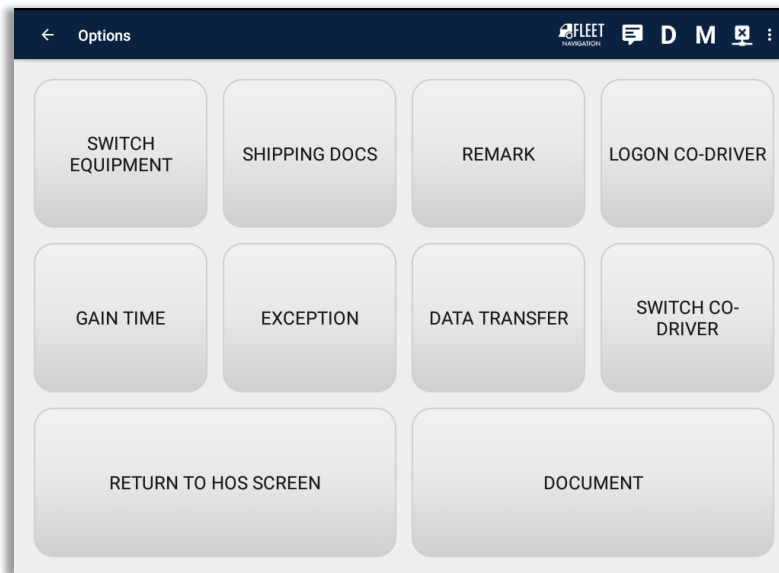 Options
FLEET
NAVIGATION
D
M
SWITCH
EQUIPMENT
SHIPPING DOCS
REMARK
LOGON CO-DRIVER
GAIN TIME
EXCEPTION
DATA TRANSFER
SWITCH CO-
DRIVER
RETURN TO HOS SCREEN
DOCUMENT